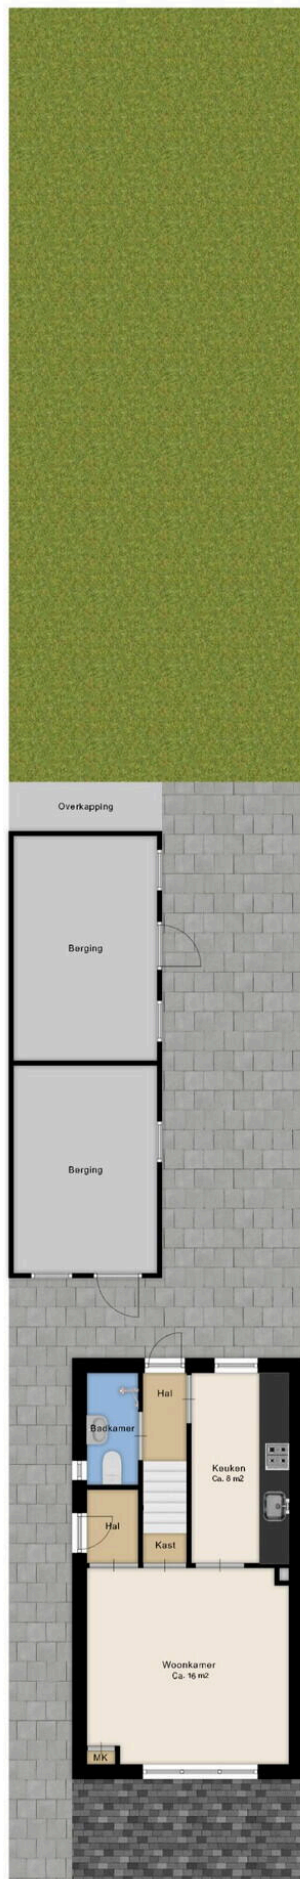 Overkapping
Berging
Berging
Hal
Badkamer
Keuken
Ca. 8 m2
Hal
Kast
Woonkamer
Ca. 16 m2
MK